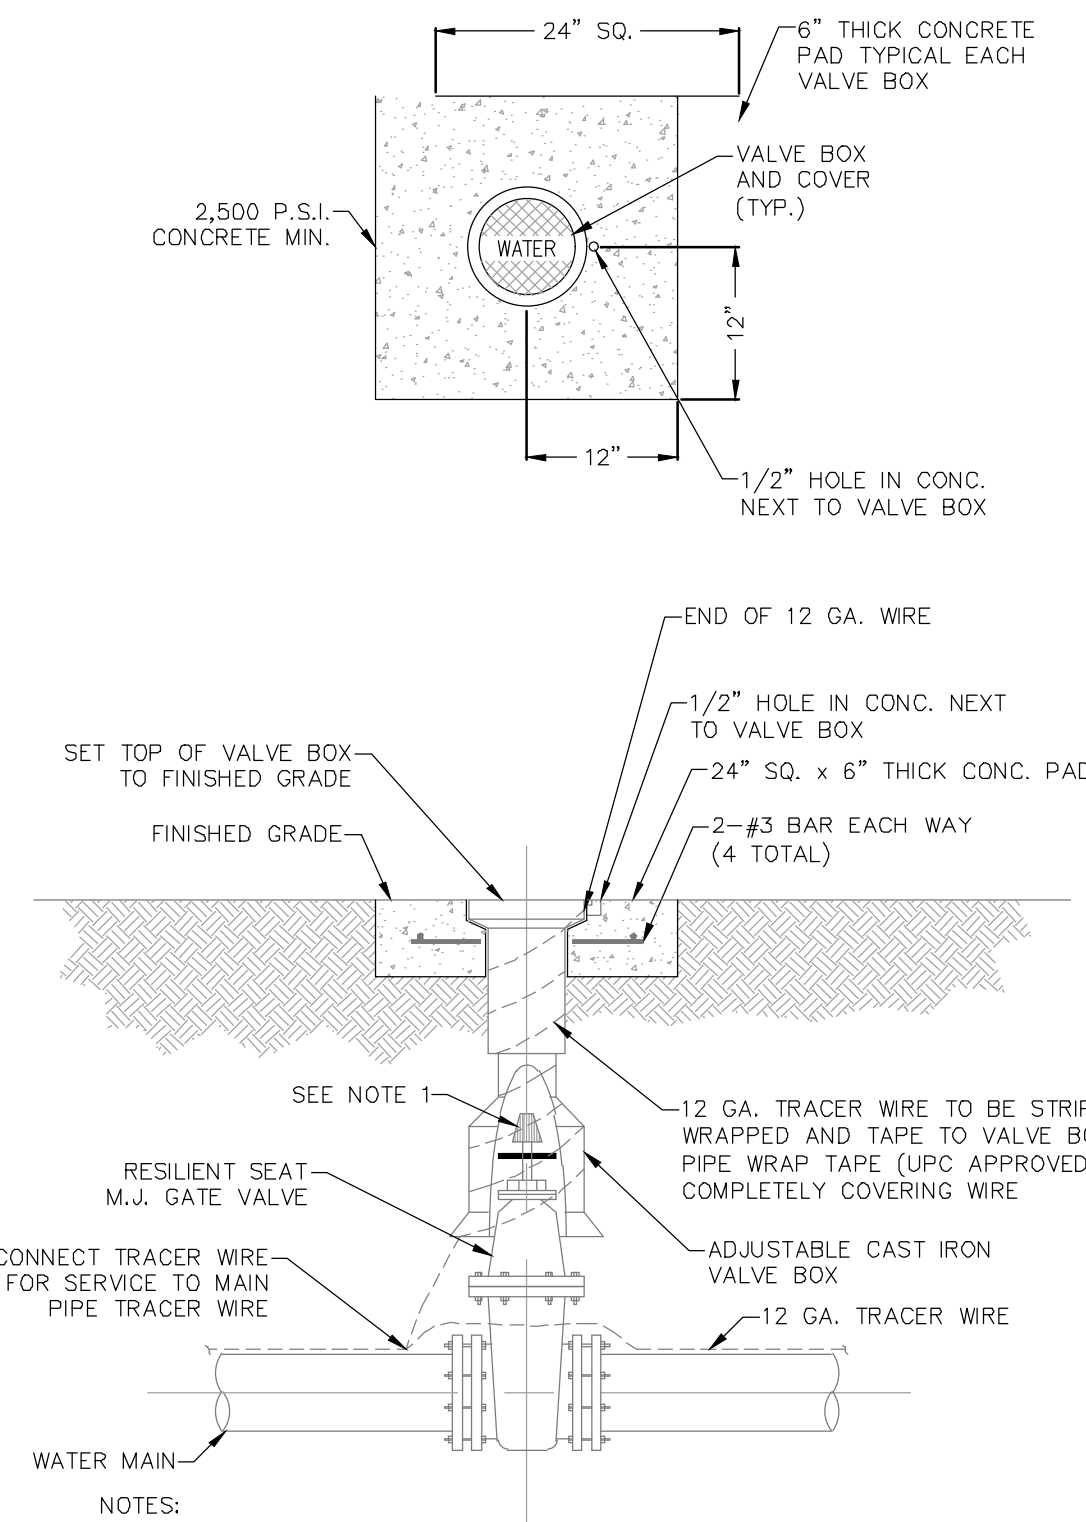 24" SQ.
6" THICK CONCRETE
PAD TYPICAL EACH
VALVE BOX
VALVE BOX
AND COVER
(TYP.)
2,500 P.S.I.
CONCRETE MIN.
WATER
12"
12"
1/2" HOLE IN CONC.
NEXT TO VALVE BOX
END OF 12 GA. WIRE
1/2" HOLE IN CONC. NEXT
TO VALVE BOX
SET TOP OF VALVE BOX
TO FINISHED GRADE
24" SQ. x 6" THICK CONC. PAD
FINISHED GRADE
2-#3 BAR EACH WAY
(4 TOTAL)
SEE NOTE 1
12 GA. TRACER WIRE TO BE
WRAPPED AND TAPE TO VALVE
PIPE WRAP TAPE (UPC APPROVED
COMPLETELY COVERING WIRE
RESILIENT SEAT
M.J. GATE VALVE
CONNECT TRACER WIRE
FOR SERVICE TO MAIN
PIPE TRACER WIRE
ADJUSTABLE CAST IRON
VALVE BOX
12 GA. TRACER WIRE
WATER MAIN
NOTES: